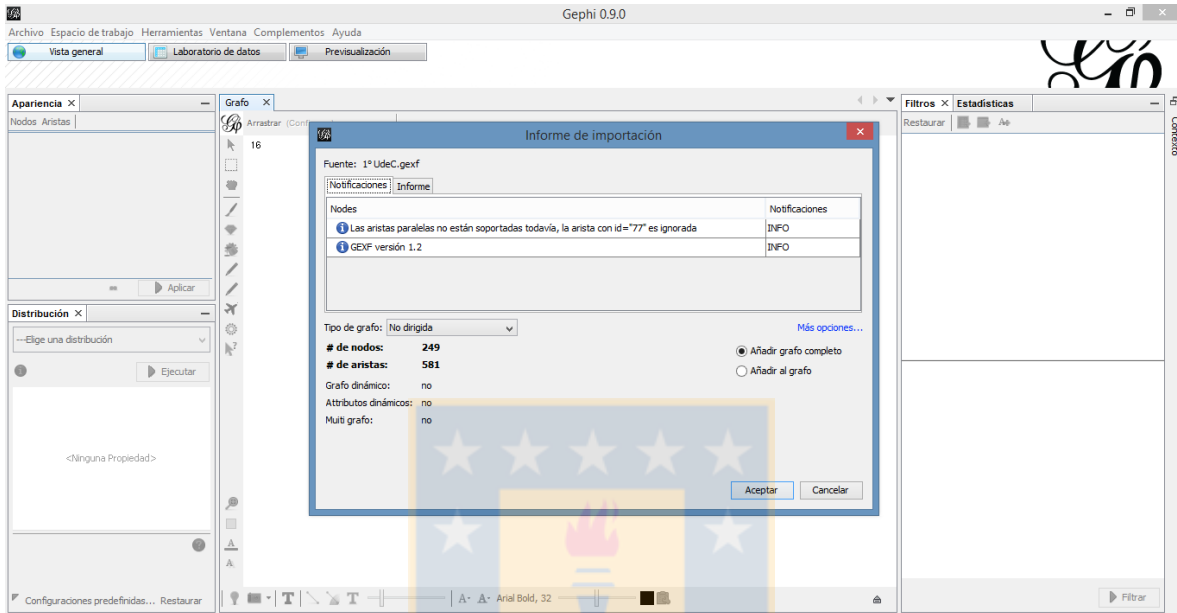 Gephi 0.9.0
Archivo Espacio de trabajo Herramientas Ventana Complementos Ayuda
Vista general Laboratorio de datos Previsualización
Apariencia
Nodos Aristas
Aplicar
Distribución
---Elige una distribución
Ejecutar
<Ninguna Propiedad>
Configuraciones predefinidas... Restaurar
Grafo
Arrastrar
16
Informe de importación
Fuente: 1º UdeC.gexf
Notificaciones Informe
Nodes Notificaciones
Las aristas paralelas no están soportadas todavía, la arista con id="77" es ignorada INFO
GEXF versión 1.2 INFO
Tipo de grafo: No dirigida Más opciones...
# de nodos: 249
# de aristas: 581
Añadir grafo completo
Añadir al grafo
Grafo dinámico: no
Attributos dinámicos: no
Muiti grafo: no
Aceptar Cancelar
Arial Bold, 32
Filtros Estadísticas
Restaurar
Contexto
Filtrar